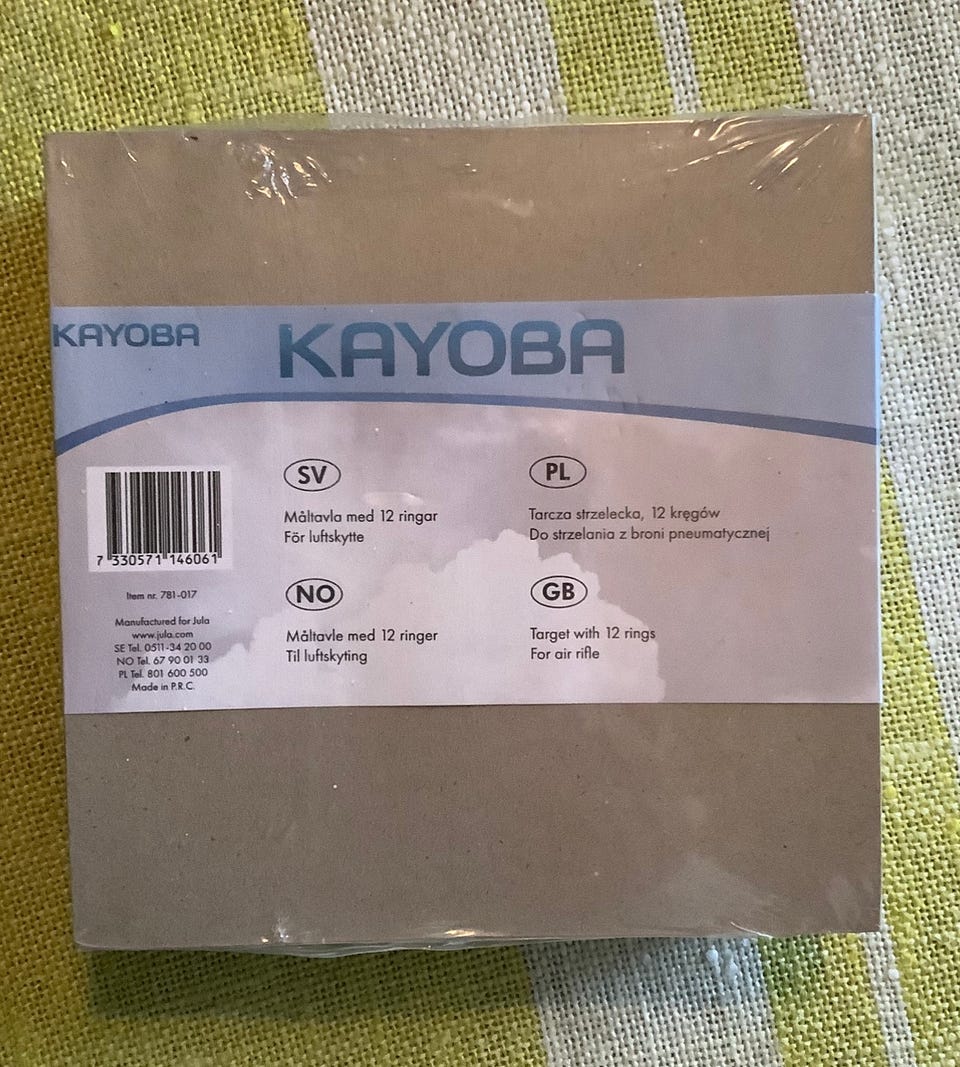 KAYOBA
KAYOBA
SV
Måltavla med 12 ringar
För luftskytte
PL
Tarcza strzelecka, 12 kręgów
Do strzelania z broni pneumatycznej
NO
Måltavle med 12 ringer
Til luftskyting
GB
Target with 12 rings
For air rifle
7 330571 146061
Item nr. 781-017
Manufactured for Jula
www.jula.com
SE Tel. 0511-34 20 00
NO Tel. 67 90 01 33
PL Tel. 801 600 500
Made in P.R.C.